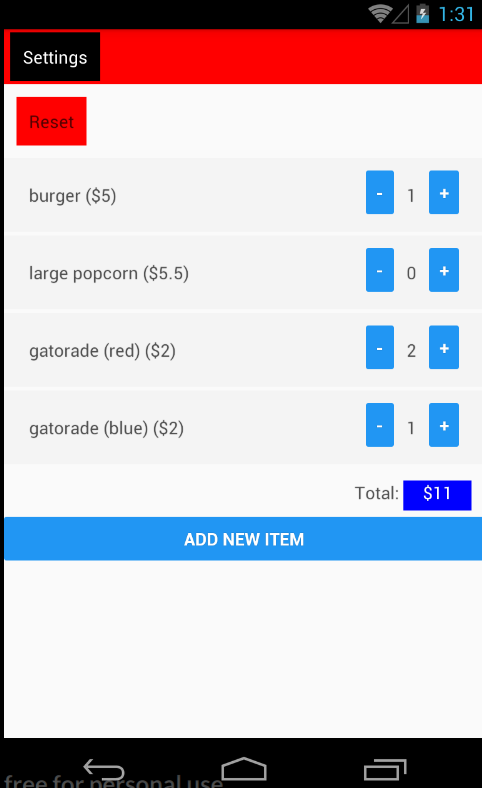 1:31
Settings
Reset
burger ($5) - 1 +
large popcorn ($5.5) - 0 +
gatorade (red) ($2) - 2 +
gatorade (blue) ($2) - 1 +
Total: $11
ADD NEW ITEM
free for personal use